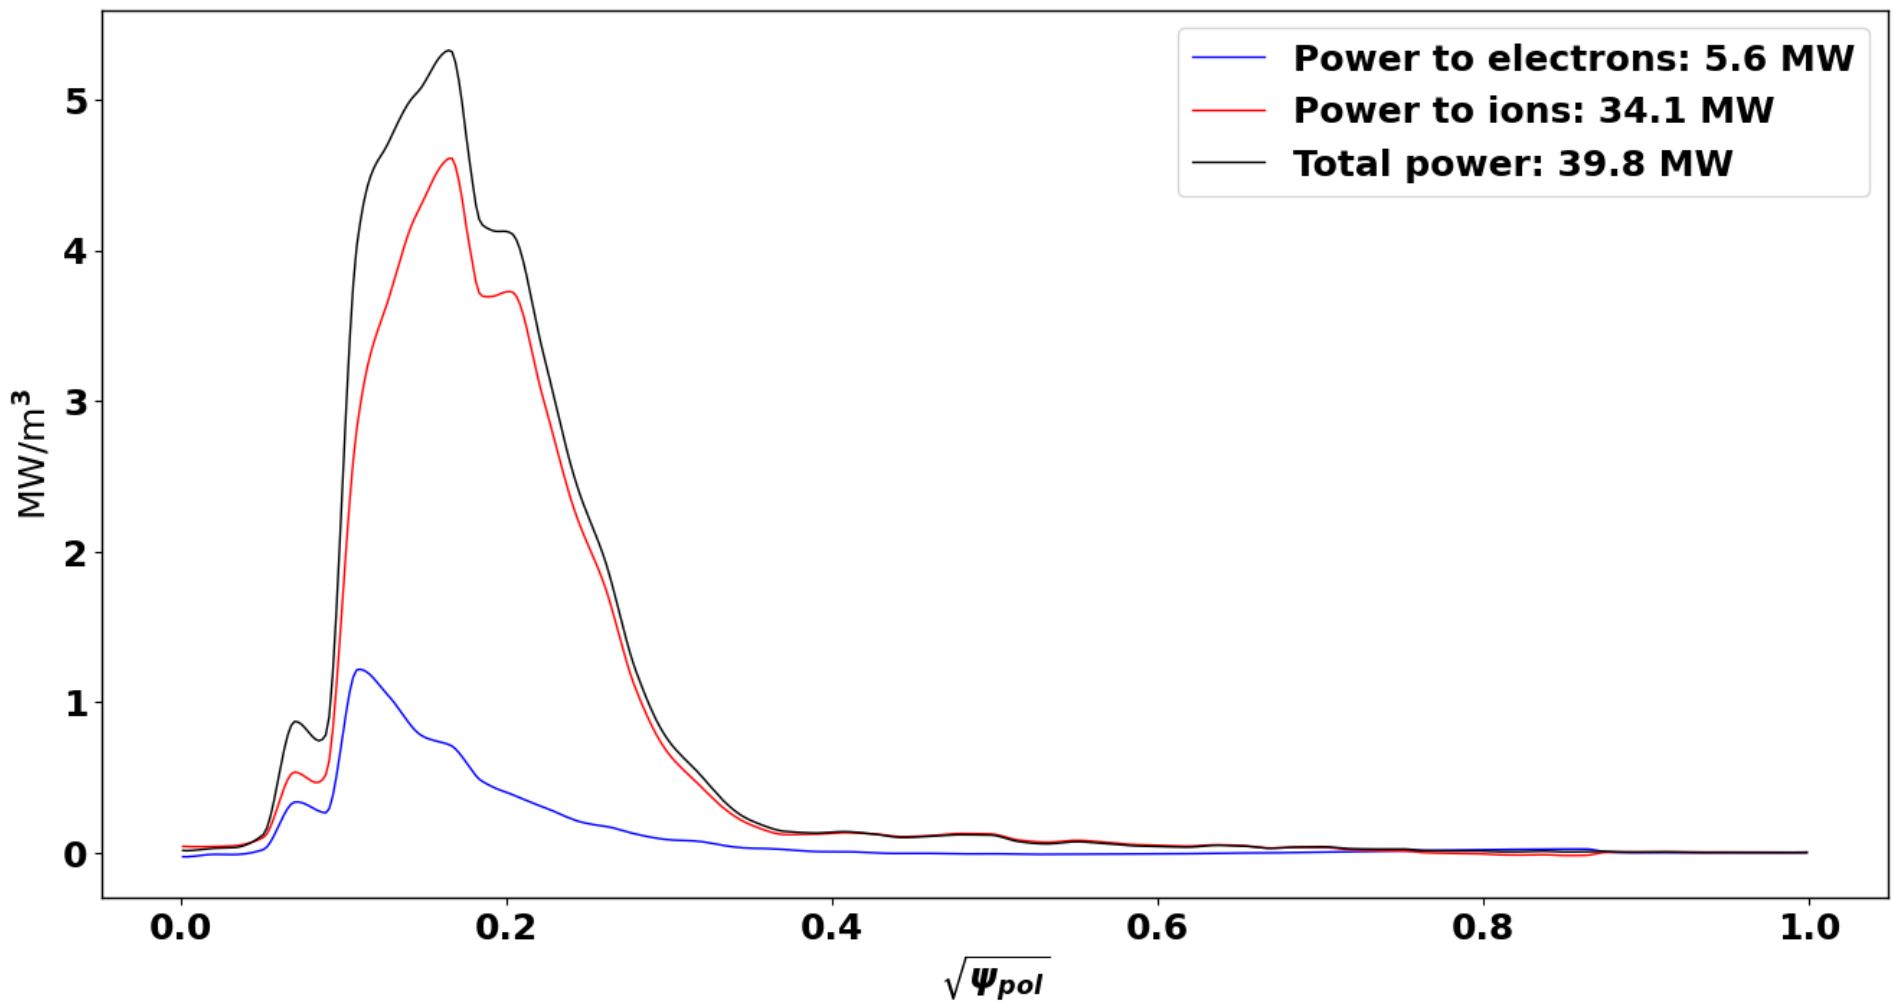 Power to electrons: 5.6 MW
Power to ions: 34.1 MW
Total power: 39.8 MW
5
4
3
2
1
0
MW/m³
0.0 0.2 0.4 0.6 0.8 1.0
√ψpol